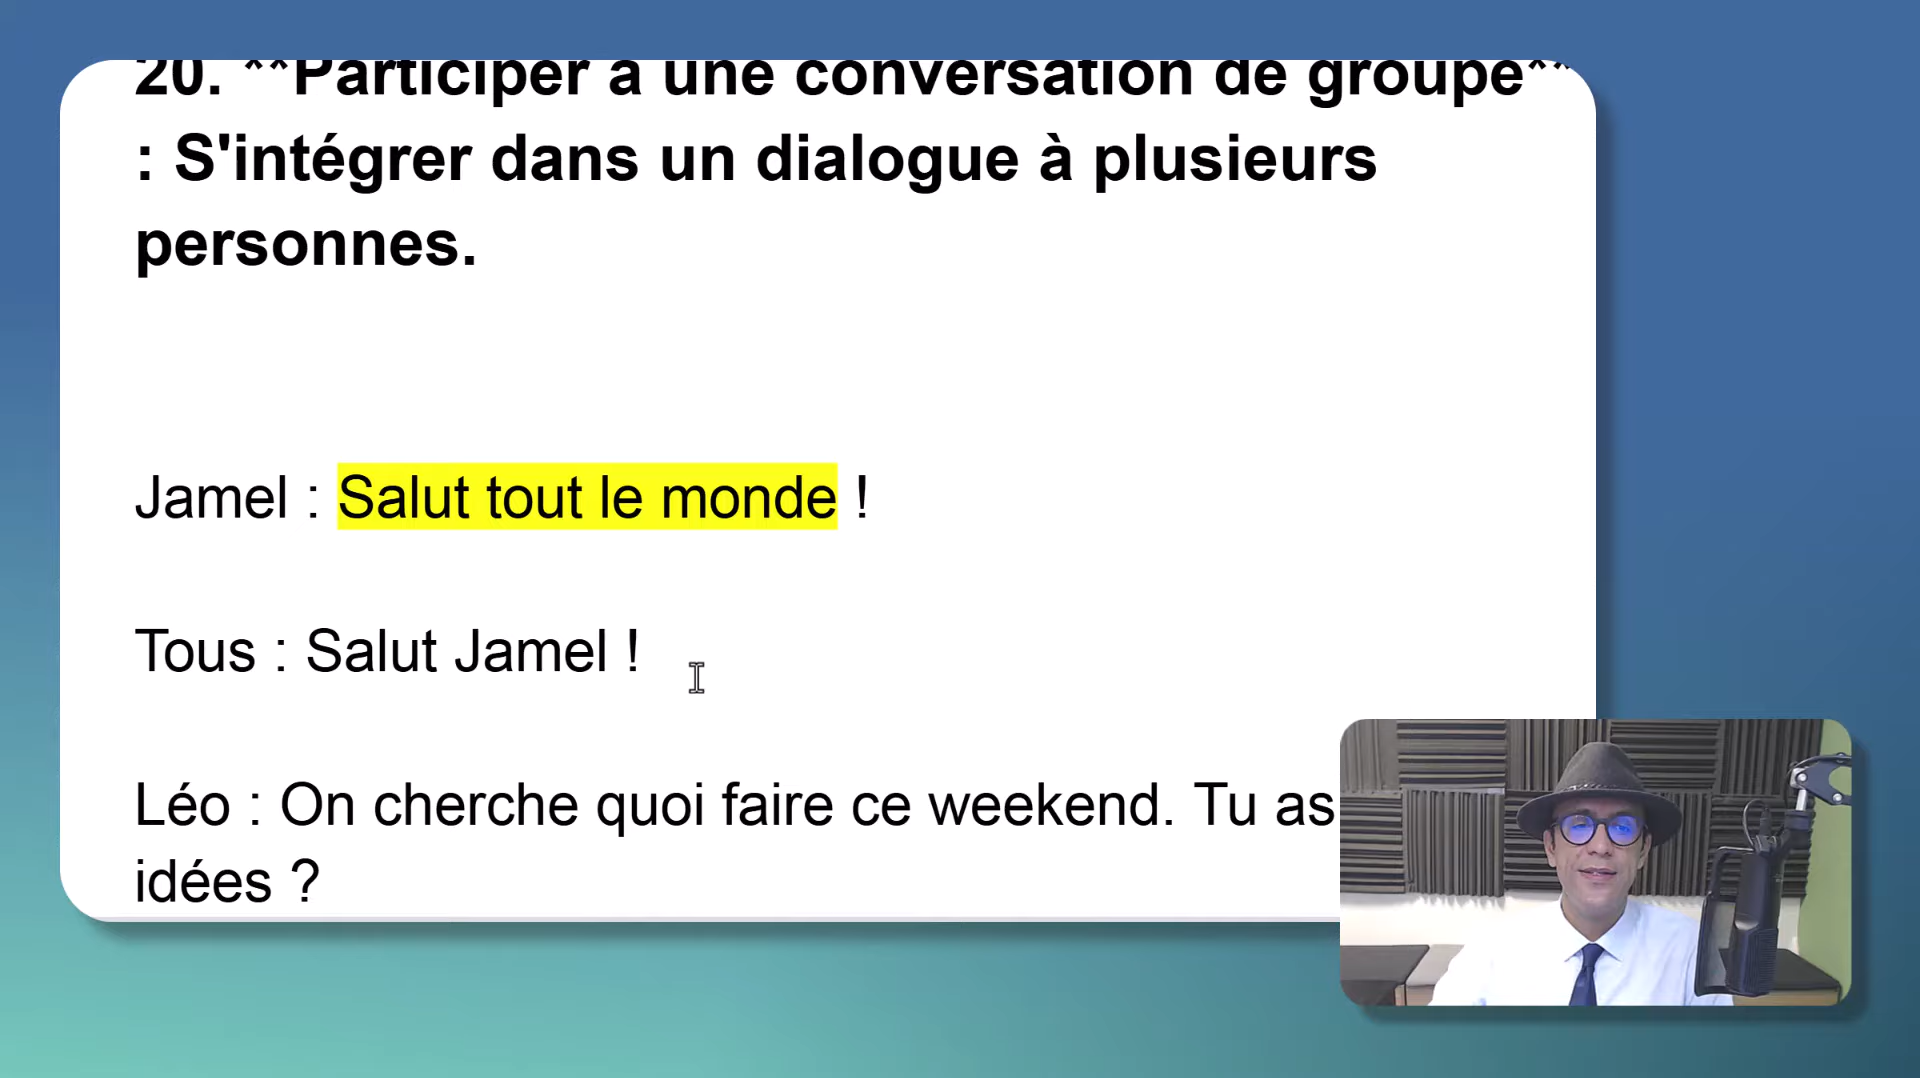 20. **Participer à une conversation de groupe**
: S'intégrer dans un dialogue à plusieurs
personnes.
Jamel : Salut tout le monde !
Tous : Salut Jamel !
Léo : On cherche quoi faire ce weekend. Tu as
idées ?